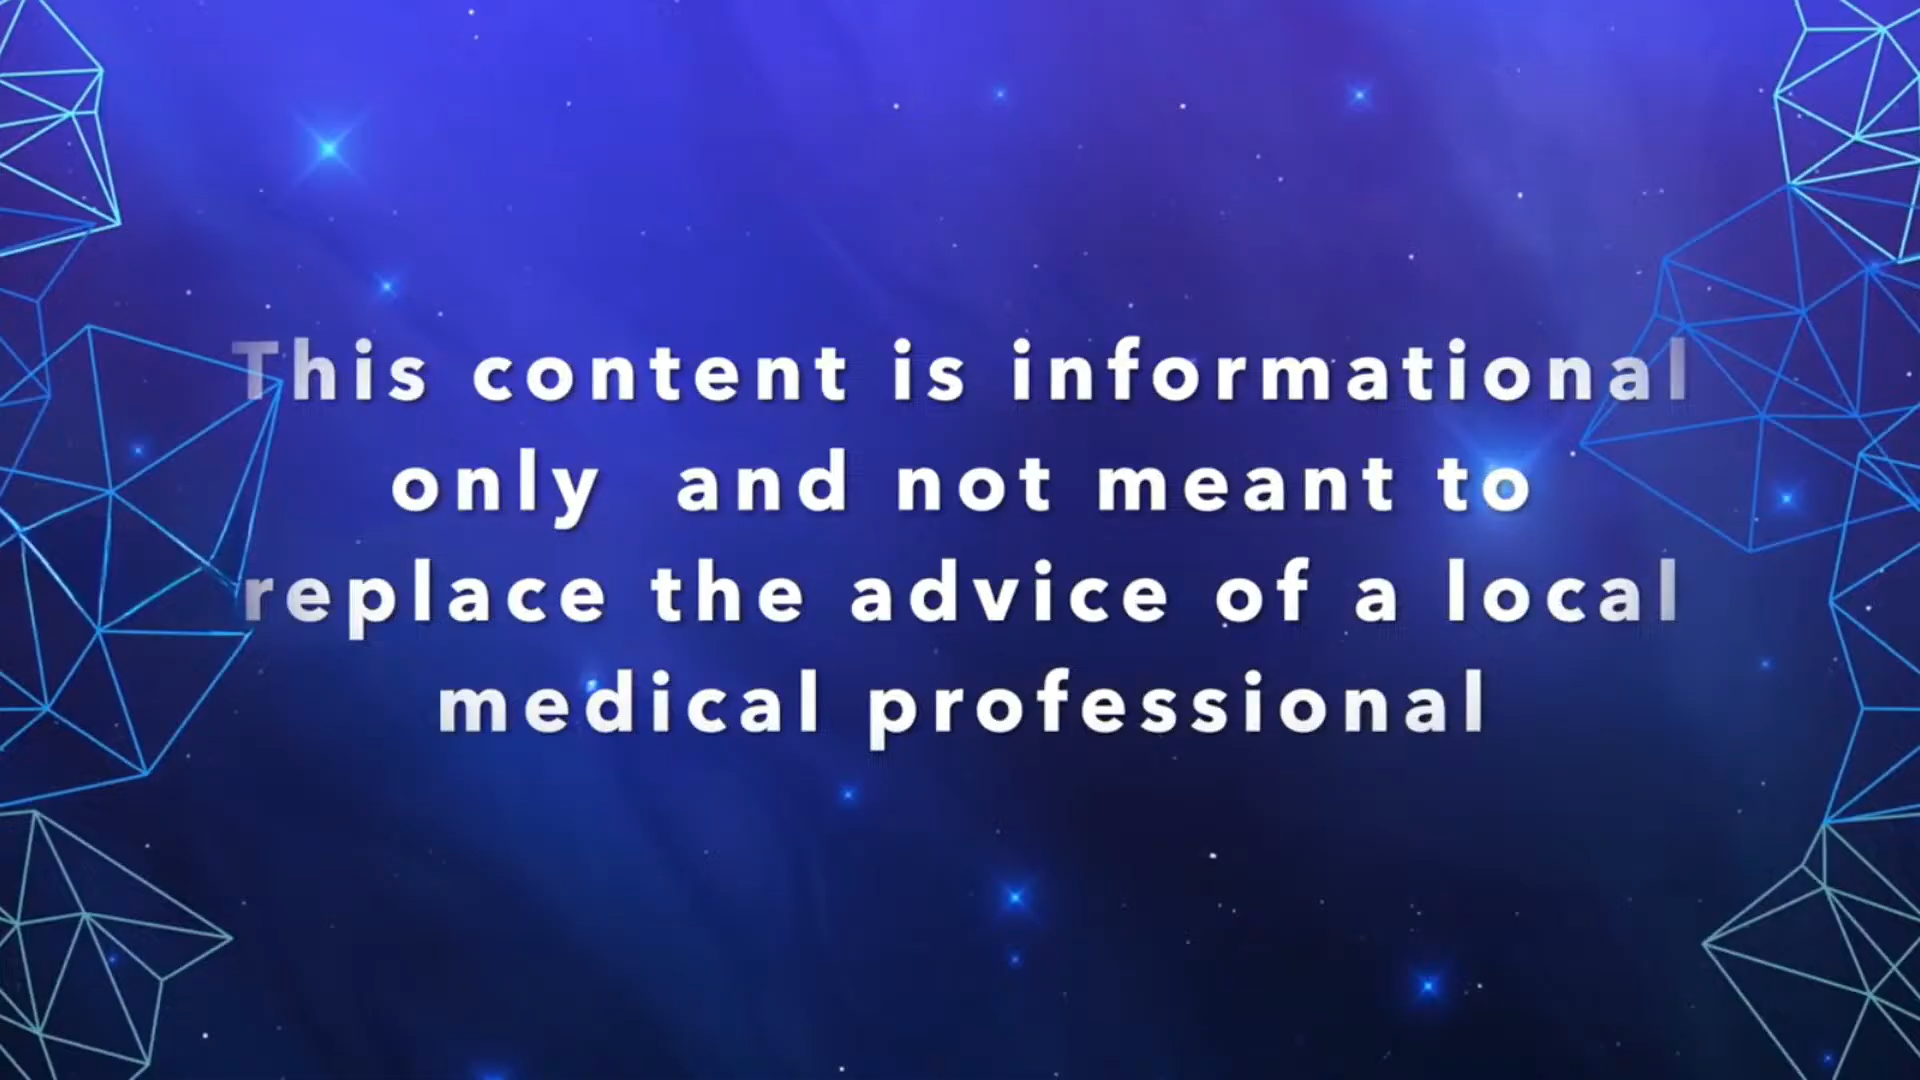 This content is informational
only  and not meant to
replace the advice of a local
medical professional